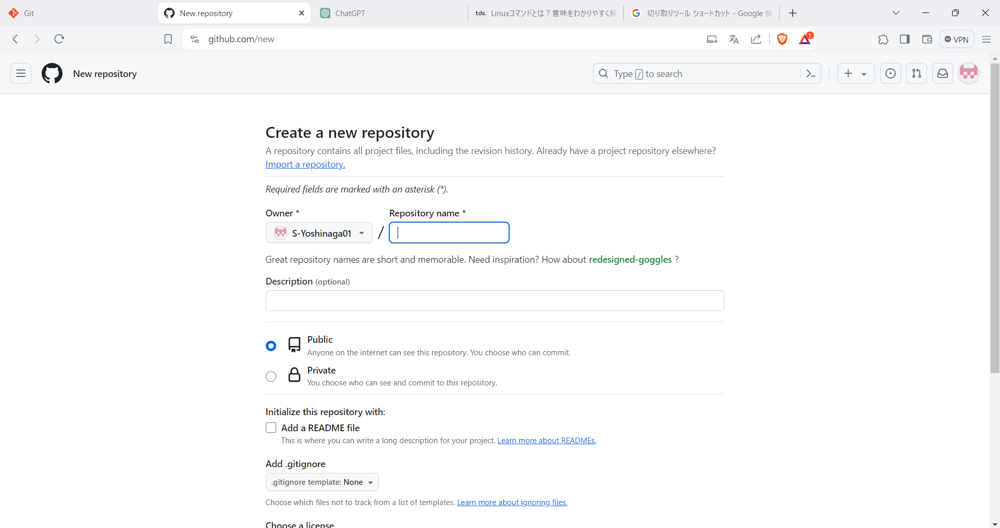 Git
New repository
ChatGPT
tds. Linuxコマンドとは？意味をわかりやすく解
切り取りツール ショートカット - Google 検
github.com/new
1
VPN
New repository
Type / to search
Create a new repository
A repository contains all project files, including the revision history. Already have a project repository elsewhere?
Import a repository.
Required fields are marked with an asterisk (*).
Owner * Repository name *
S-Yoshinaga01 /
Great repository names are short and memorable. Need inspiration? How about redesigned-goggles ?
Description (optional)
Public
Anyone on the internet can see this repository. You choose who can commit.
Private
You choose who can see and commit to this repository.
Initialize this repository with:
Add a README file
This is where you can write a long description for your project. Learn more about READMEs.
Add .gitignore
.gitignore template: None
Choose which files not to track from a list of templates. Learn more about ignoring files.
Choose a license